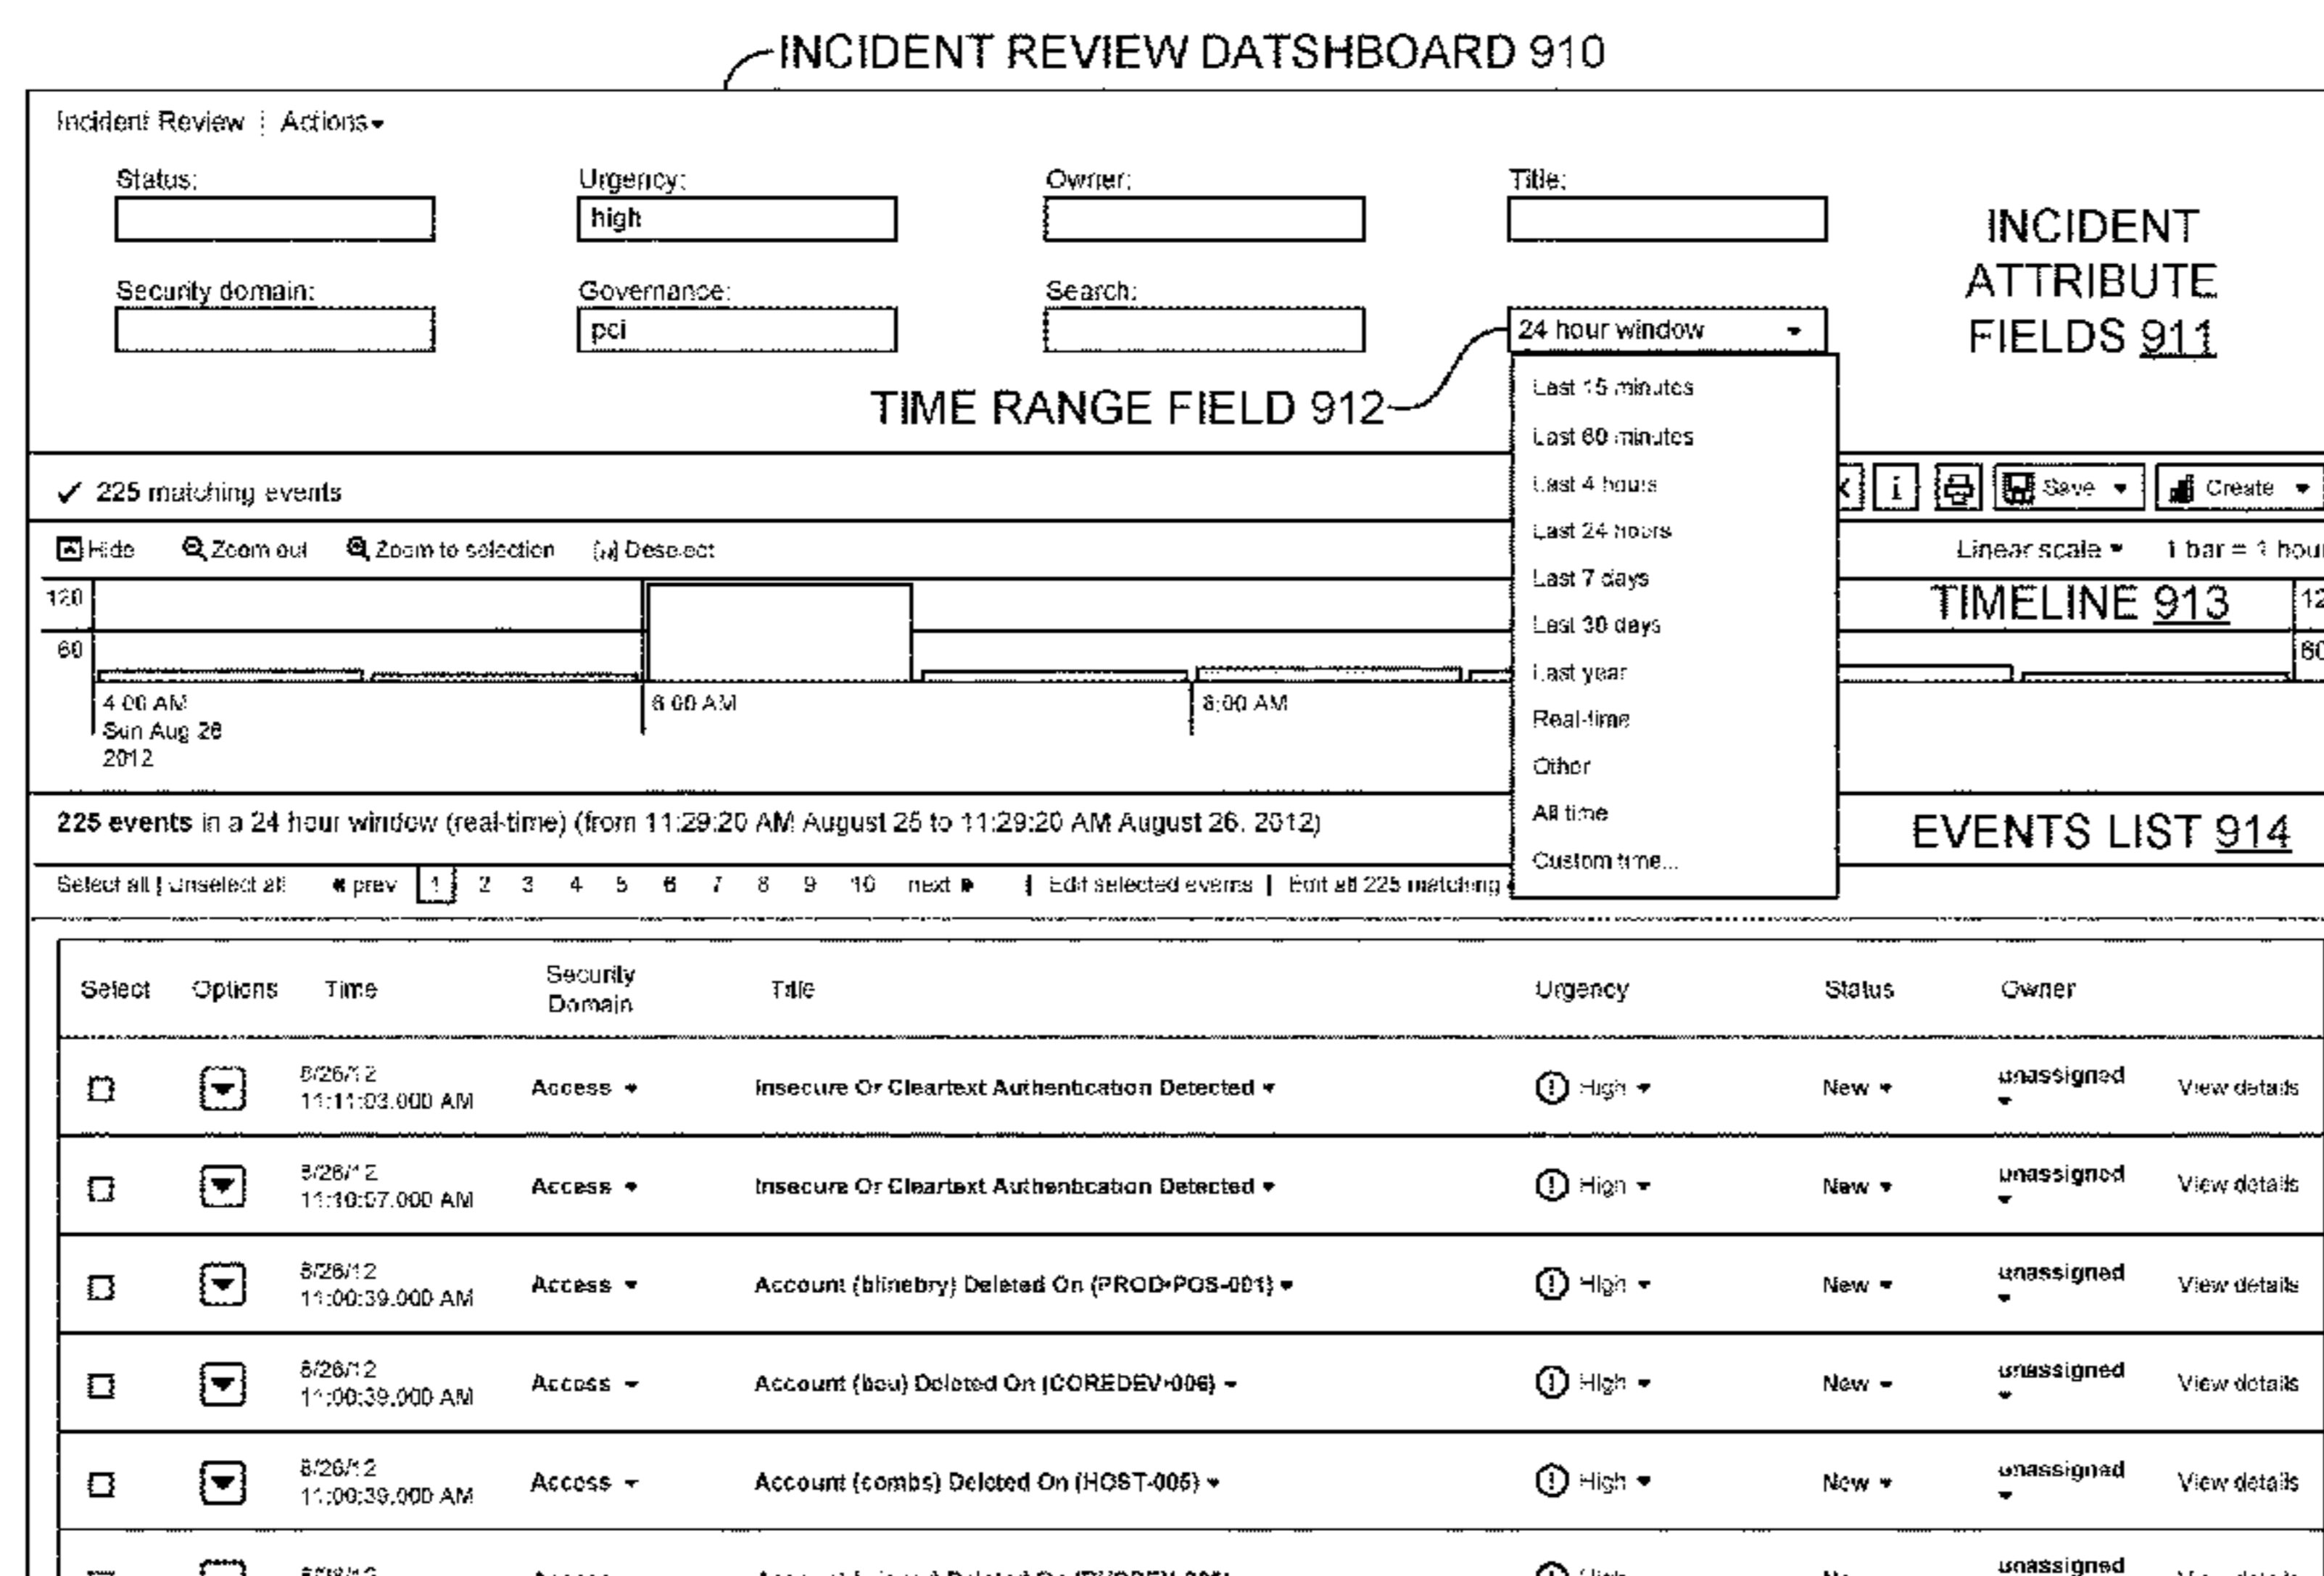 INCIDENT REVIEW DATSHBOARD 910
Incident Review Actions
Status: Urgency: Owner: Title:
high
INCIDENT ATTRIBUTE FIELDS 911
Security domain: Governance: Search:
pci
24 hour window
TIME RANGE FIELD 912
Last 15 minutes
Last 60 minutes
Last 4 hours
Last 24 hours
Last 7 days
Last 30 days
Last year
Real-time
Other
All time
Custom time...
225 matching events
i Save Create
Hide Zoom out Zoom to selection Deselect
Linear scale 1 bar = 1 hour
TIMELINE 913
120 12
60 60
4:00 AM 6:00 AM 8:00 AM
Sun Aug 26
2012
225 events in a 24 hour window (real-time) (from 11:29:20 AM August 25 to 11:29:20 AM August 26, 2012)
EVENTS LIST 914
Select all | Unselect all « prev 1 2 3 4 5 6 7 8 9 10 next » | Edit selected events | Edit all 225 matching
Select Options Time Security Domain Title Urgency Status Owner
8/26/12
11:11:03.000 AM Access Insecure Or Cleartext Authentication Detected High New unassigned View details
8/26/12
11:10:57.000 AM Access Insecure Or Cleartext Authentication Detected High New unassigned View details
8/26/12
11:00:39.000 AM Access Account (blinebry) Deleted On (PROD-POS-001) High New unassigned View details
8/26/12
11:00:39.000 AM Access Account Deleted On (COREDEV-006) High New unassigned View details
8/26/12
11:00:39.000 AM Access Account (combs) Deleted On (HOST-005) High New unassigned View details
unassigned